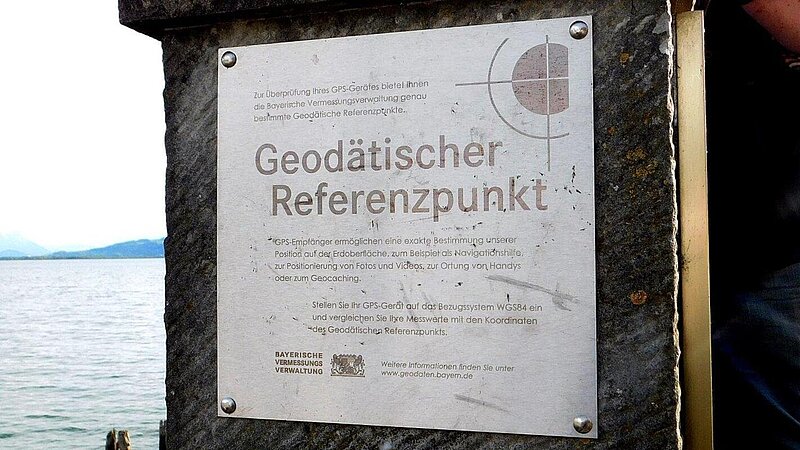 Zur Überprüfung Ihres GPS-Gerätes bietet Ihnen
die Bayerische Vermessungsverwaltung genau
bestimmte Geodätische Referenzpunkte.
Geodätischer
Referenzpunkt
GPS-Empfänger ermöglichen eine exakte Bestimmung unserer
Position auf der Erdoberfläche, zum Beispiel als Navigationshilfe,
zur Positionierung von Fotos und Videos, zur Ortung von Handys
oder zum Geocaching.
Stellen Sie Ihr GPS-Gerät auf das Bezugssystem WGS84 ein
und vergleichen Sie Ihre Messwerte mit den Koordinaten
des Geodätischen Referenzpunkts.
BAYERISCHE
VERMESSUNGS
VERWALTUNG
Weitere Informationen finden Sie unter
www.geodaten.bayern.de